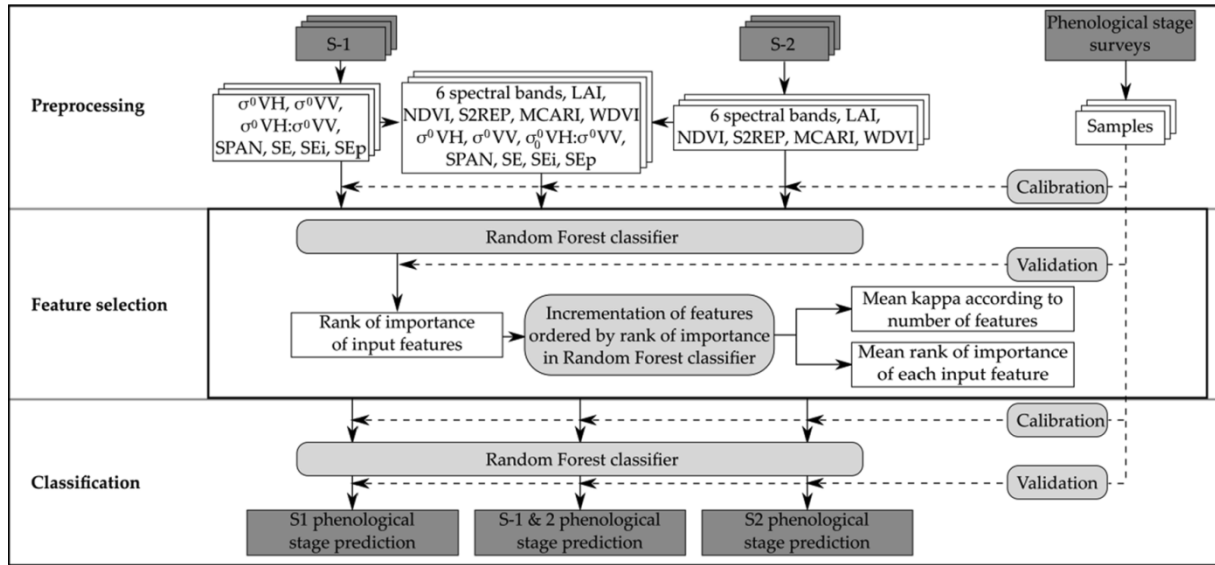 S-1
S-2
Phenological stage
surveys
Preprocessing
σ⁰VH, σ⁰VV,
σ⁰VH:σ⁰VV,
SPAN, SE, SEi, SEp
6 spectral bands, LAI,
NDVI, S2REP, MCARI, WDVI
σ⁰VH, σ⁰VV, σ₀⁰VH:σ⁰VV,
SPAN, SE, SEi, SEp
6 spectral bands, LAI,
NDVI, S2REP, MCARI, WDVI
Samples
Calibration
Feature selection
Random Forest classifier
Validation
Rank of importance
of input features
Incrementation of features
ordered by rank of importance
in Random Forest classifier
Mean kappa according to
number of features
Mean rank of importance
of each input feature
Classification
Calibration
Random Forest classifier
Validation
S1 phenological
stage prediction
S-1 & 2 phenological
stage prediction
S2 phenological
stage prediction